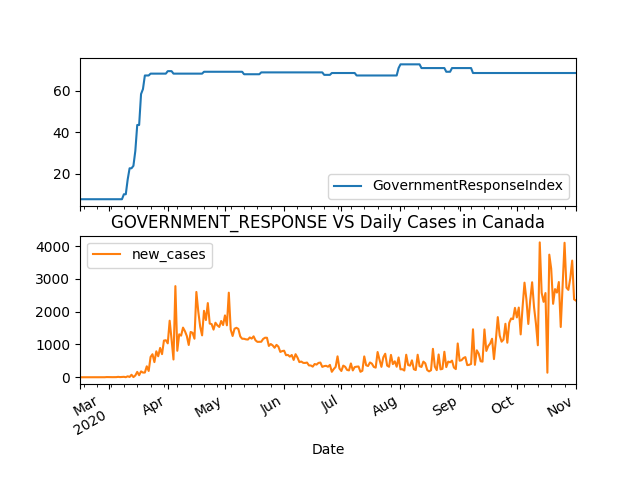 60
40
20
GovernmentResponseIndex
GOVERNMENT_RESPONSE VS Daily Cases in Canada
4000
3000
2000
1000
0
new_cases
Mar
2020
Apr
May
Jun
Jul
Aug
Sep
Oct
Nov
Date